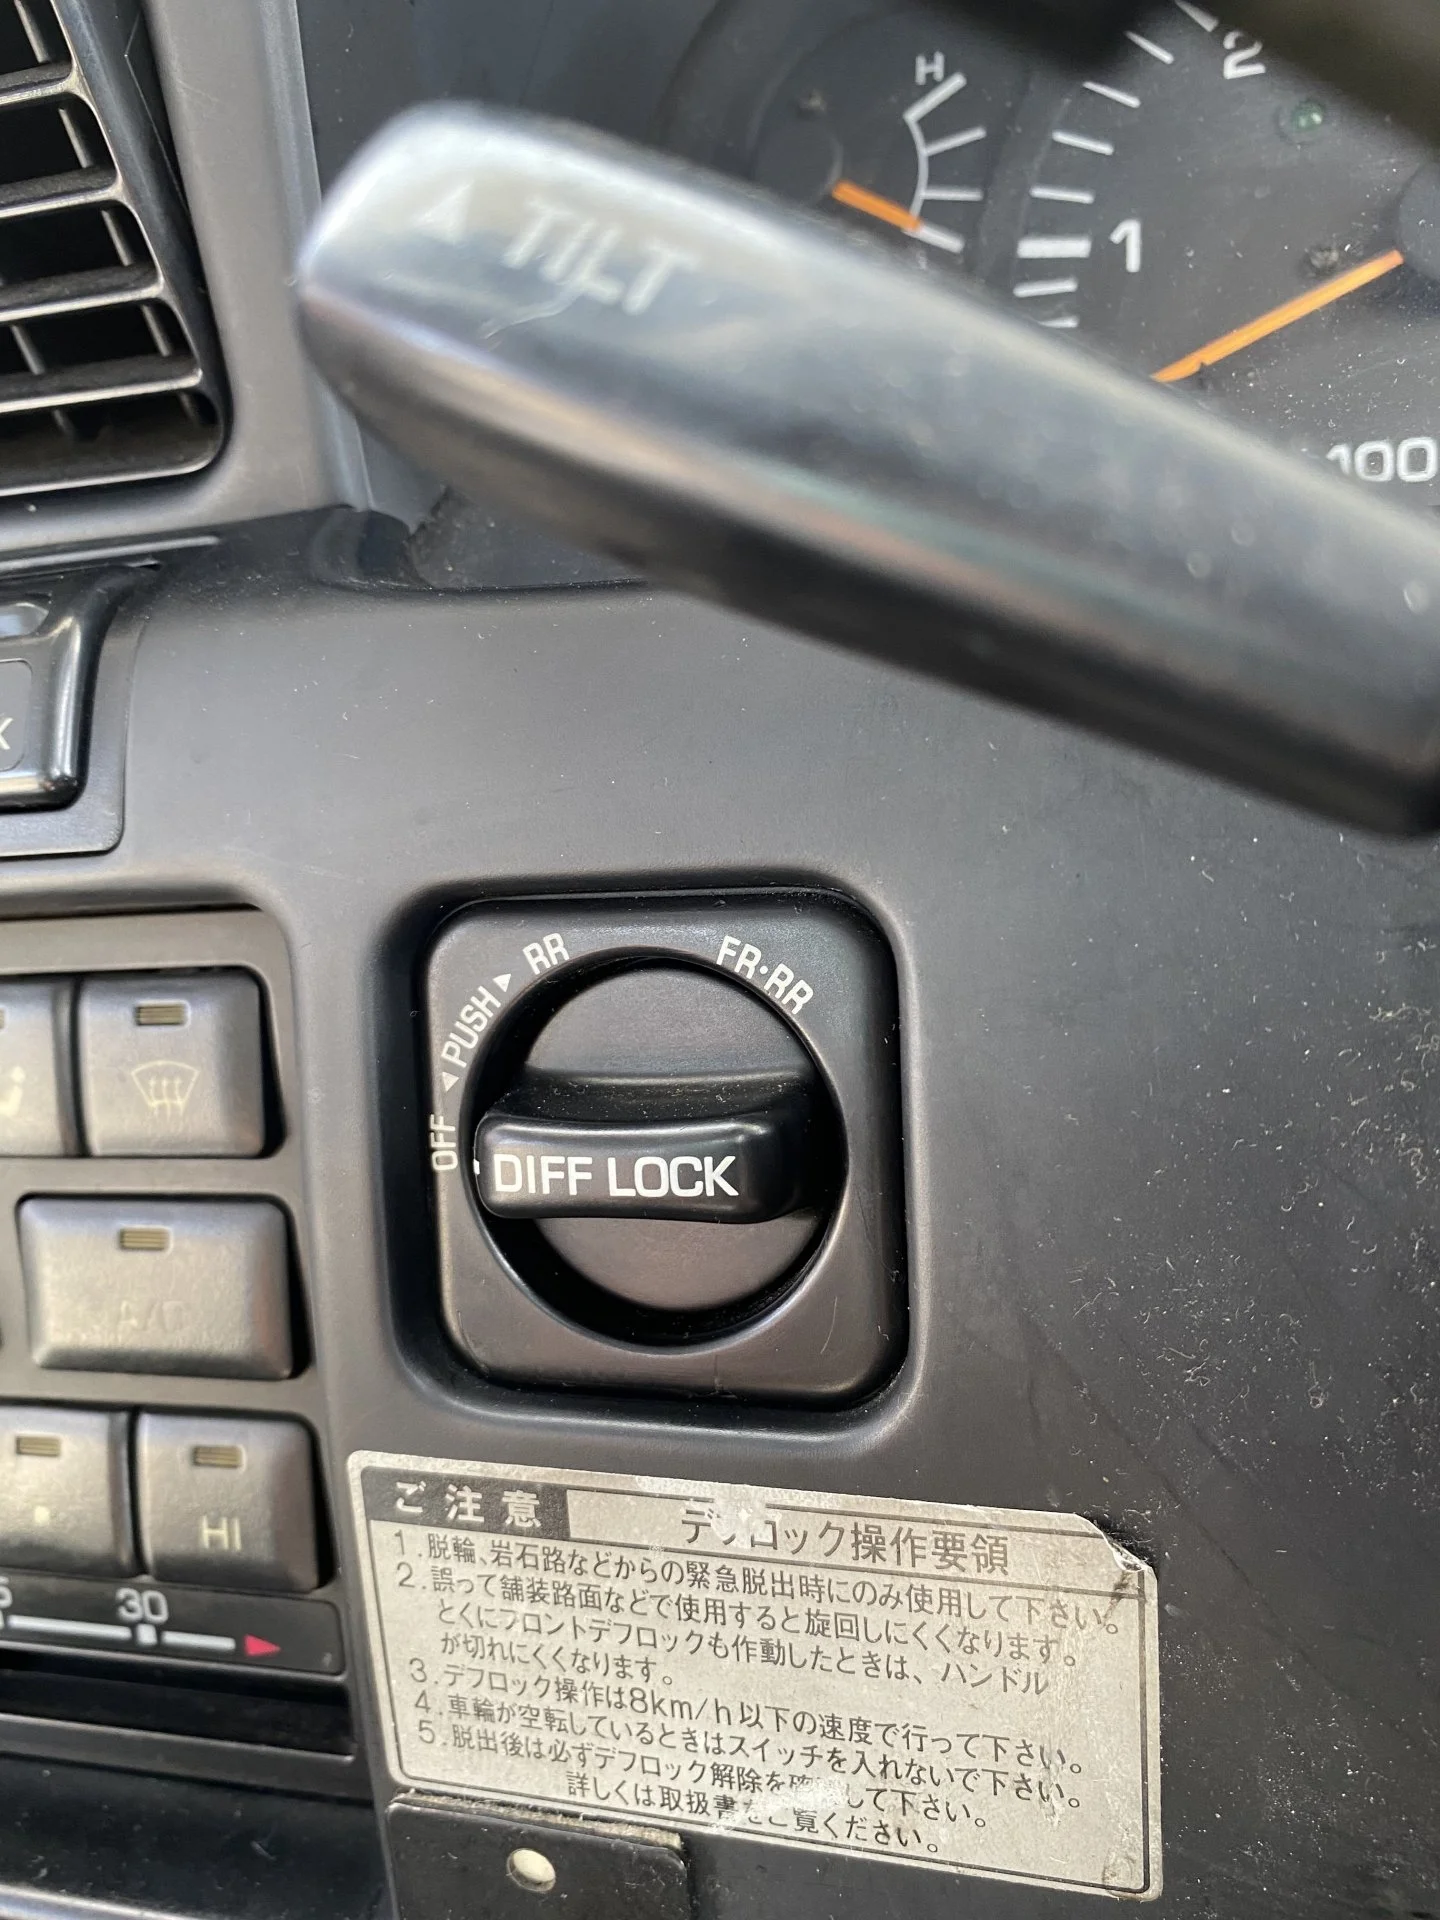 H
2
1
100
TILT
K
RR
FR·RR
◄PUSH►
OFF
DIFF LOCK
HI
30
ご注意 デフロック操作要領
1.脱輪、岩石路などからの緊急脱出時にのみ使用して下さい。
2.誤って舗装路面などで使用すると旋回しにくくなります。
とくにフロントデフロックも作動したときは、ハンドル
が切れにくくなります。
3.デフロック操作は8km/h以下の速度で行って下さい。
4.車輪が空転しているときはスイッチを入れないで下さい。
5.脱出後は必ずデフロック解除を確認して下さい。
詳しくは取扱書をご覧ください。